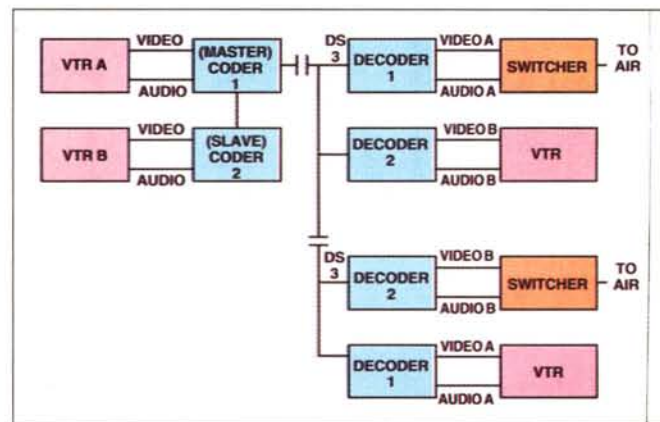 VIDEO
VTR A
AUDIO
(MASTER)
CODER
1
DS
3
DECODER
1
VIDEO A
AUDIO A
SWITCHER
TO
AIR
VIDEO
VTR B
AUDIO
(SLAVE)
CODER
2
DECODER
2
VIDEO B
AUDIO B
VTR
DS
3
DECODER
2
VIDEO B
AUDIO B
SWITCHER
TO
AIR
DECODER
1
VIDEO A
AUDIO A
VTR